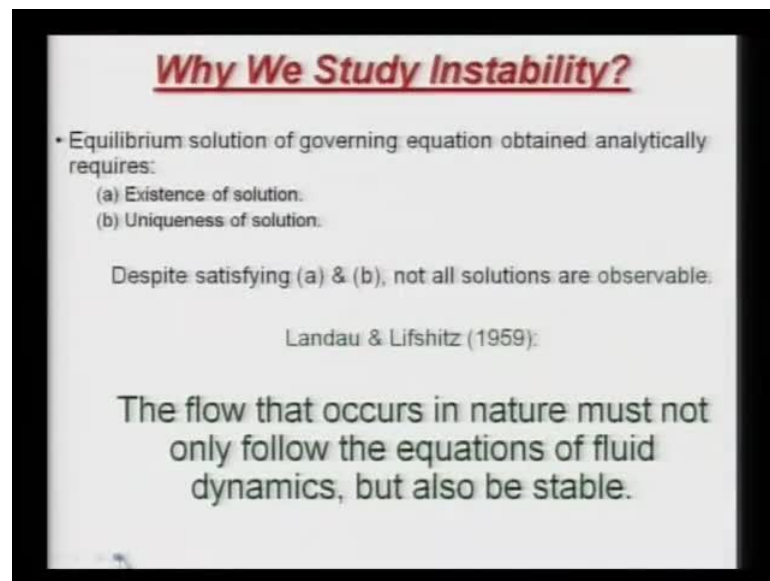 Why We Study Instability?
• Equilibrium solution of governing equation obtained analytically
requires:
(a) Existence of solution.
(b) Uniqueness of solution.
Despite satisfying (a) & (b), not all solutions are observable.
Landau & Lifshitz (1959):
The flow that occurs in nature must not
only follow the equations of fluid
dynamics, but also be stable.